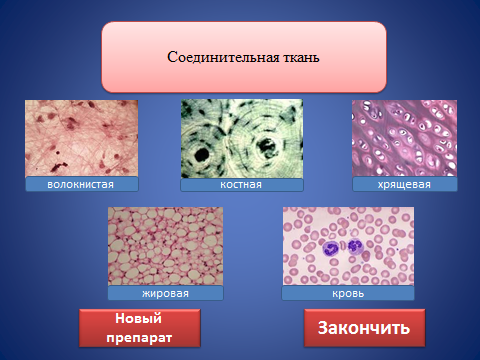 Соединительная ткань
волокнистая
костная
хрящевая
жировая
кровь
Новый
препарат
Закончить